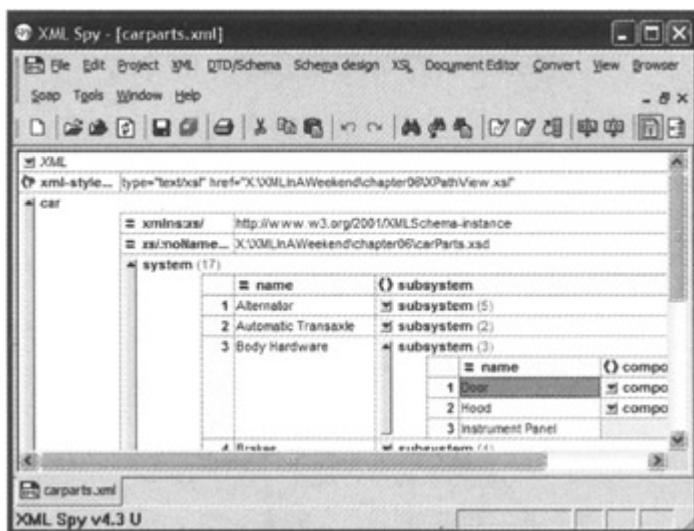 XML Spy - [carparts.xml]
File Edit Project XML DTD/Schema Schema design XSL Document Editor Convert View Browser
Soap Tools Window Help
XML
xml-style... type="text/xsl" href="X:\XMLInAWeekend\chapter06\XPathView.xsl"
car
= xmlns:xsi http://www.w3.org/2001/XMLSchema-instance
= xsi:noName... X:\XMLInAWeekend\chapter06\carParts.xsd
system (17)
= name () subsystem
1 Alternator subsystem (5)
2 Automatic Transaxle subsystem (2)
3 Body Hardware subsystem (3)
= name () compo
1 Door compo
2 Hood compo
3 Instrument Panel
4 Brakes subsystem (4)
carparts.xml
XML Spy v4.3 U